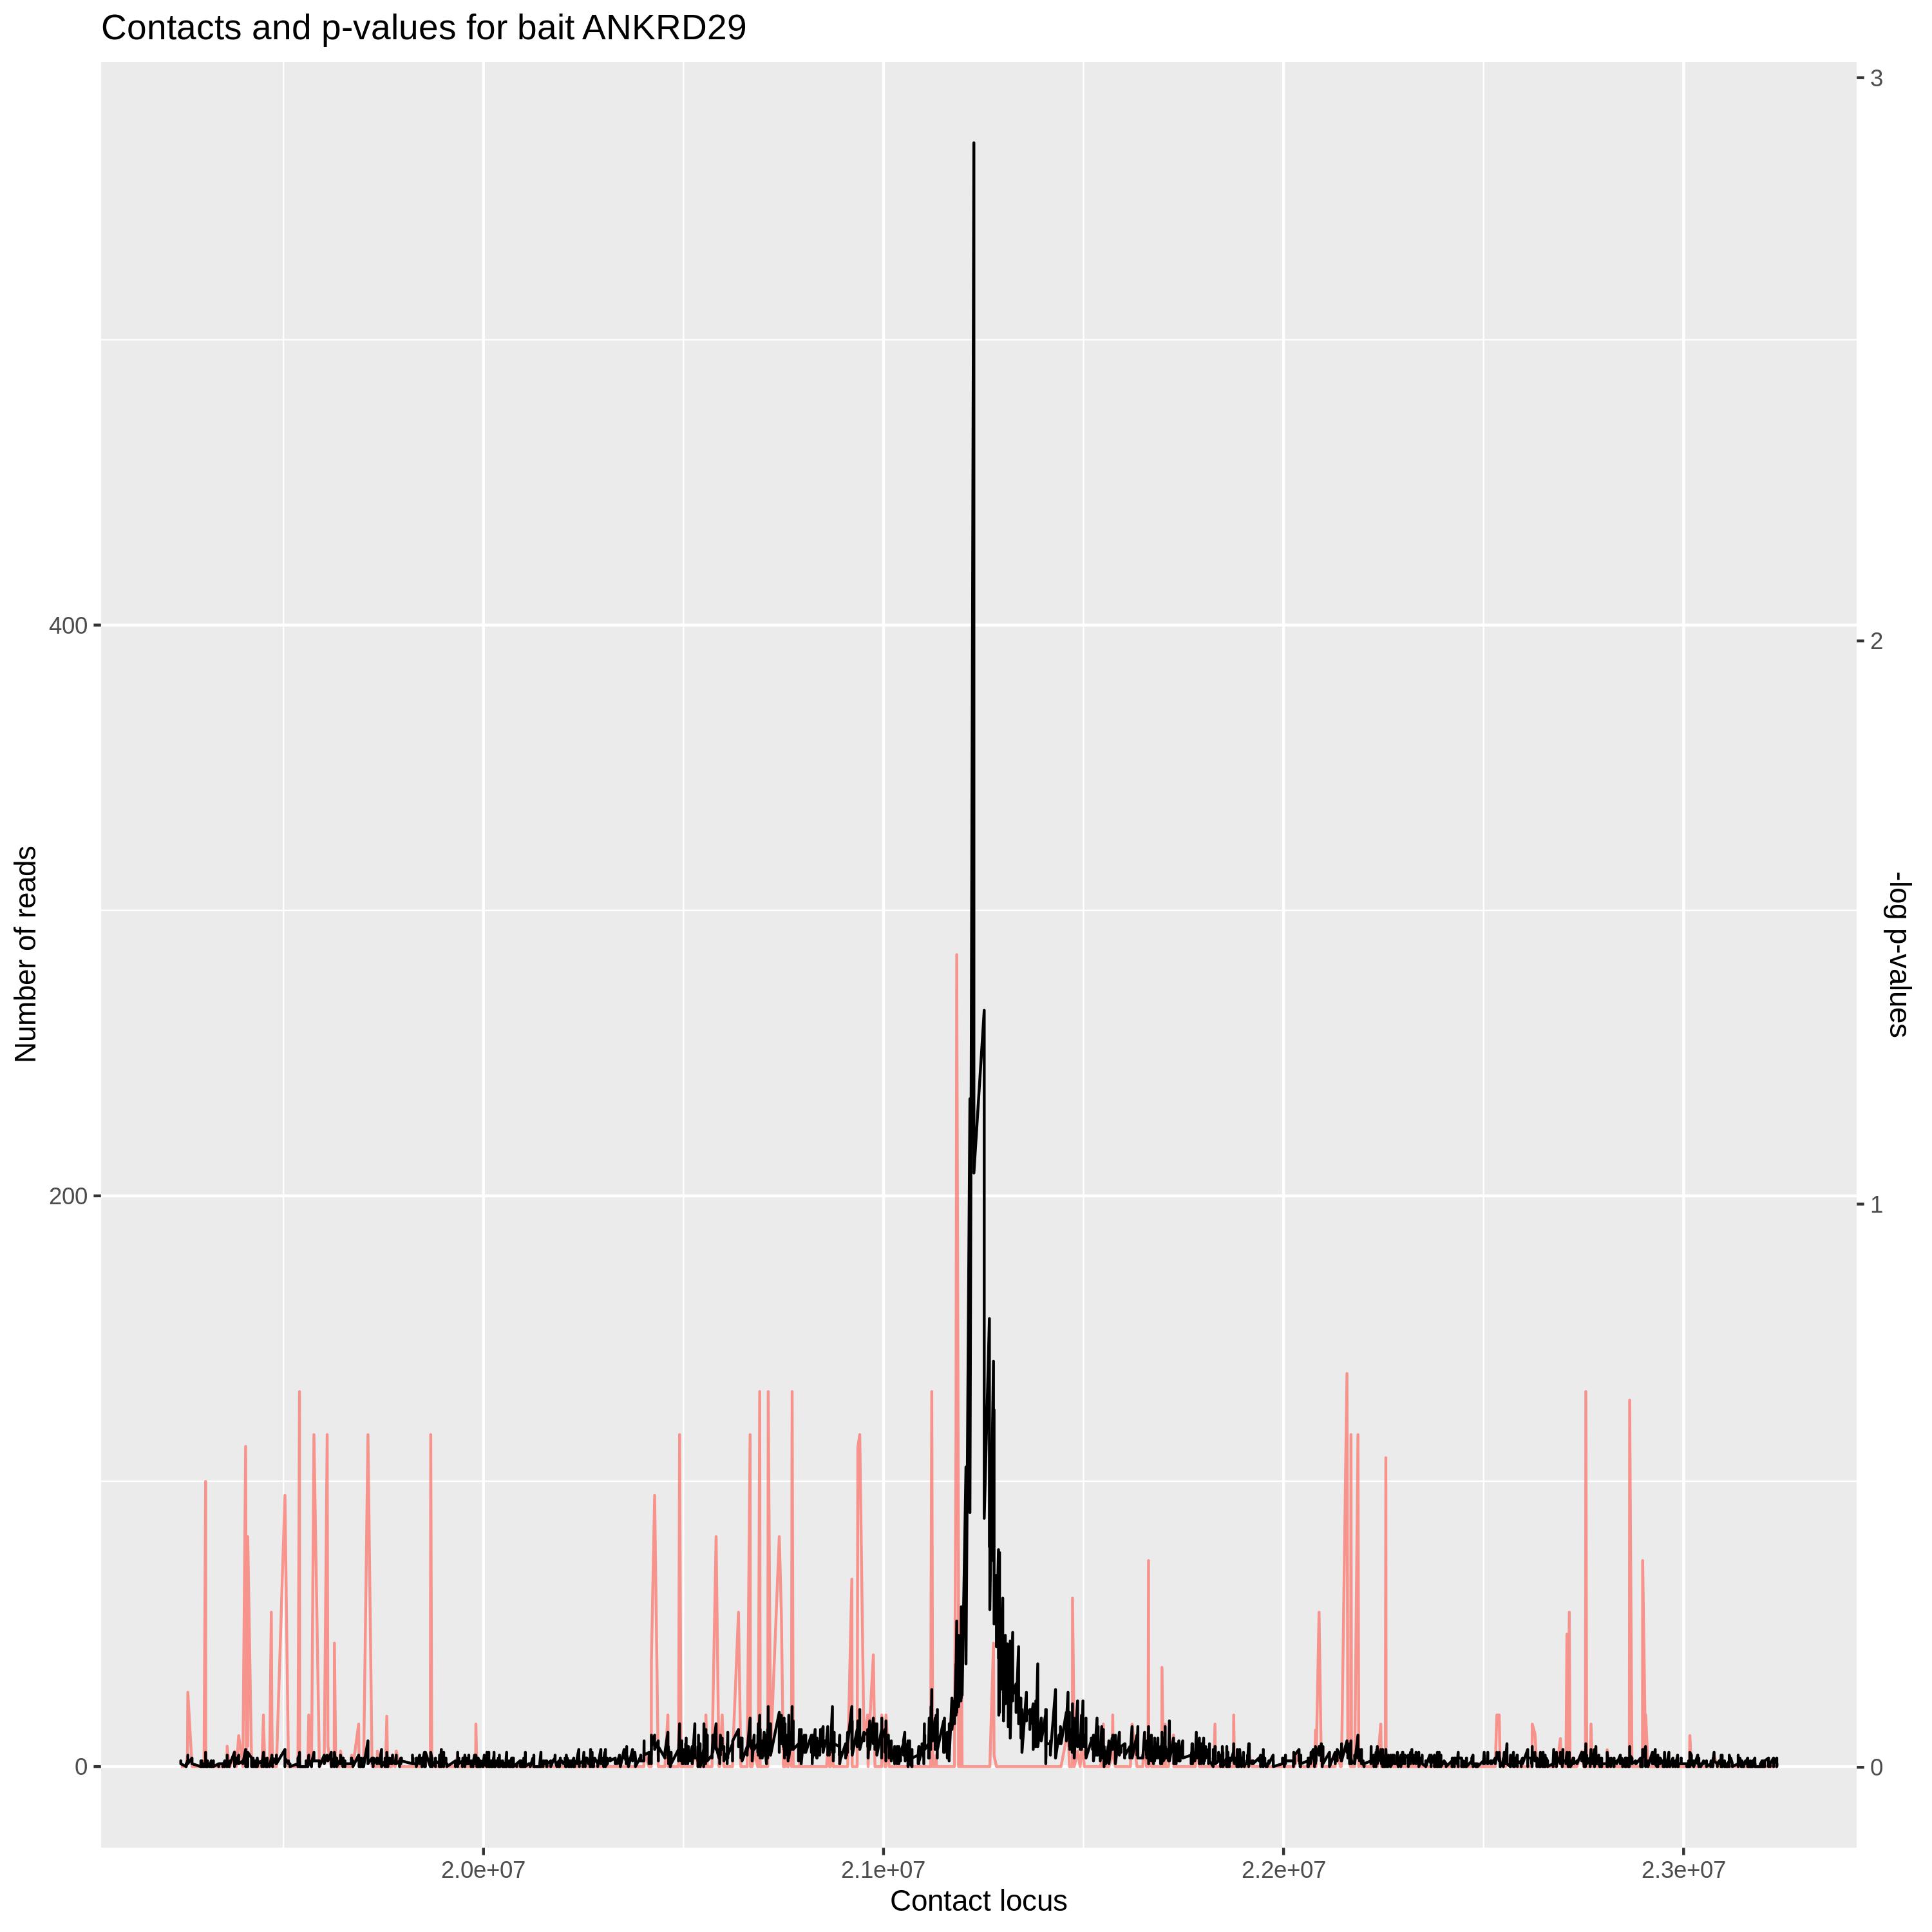 Contacts and p-values for bait ANKRD29
Number of reads
400
200
0
3
2
1
0
-log p-values
2.0e+07
2.1e+07
2.2e+07
2.3e+07
Contact locus